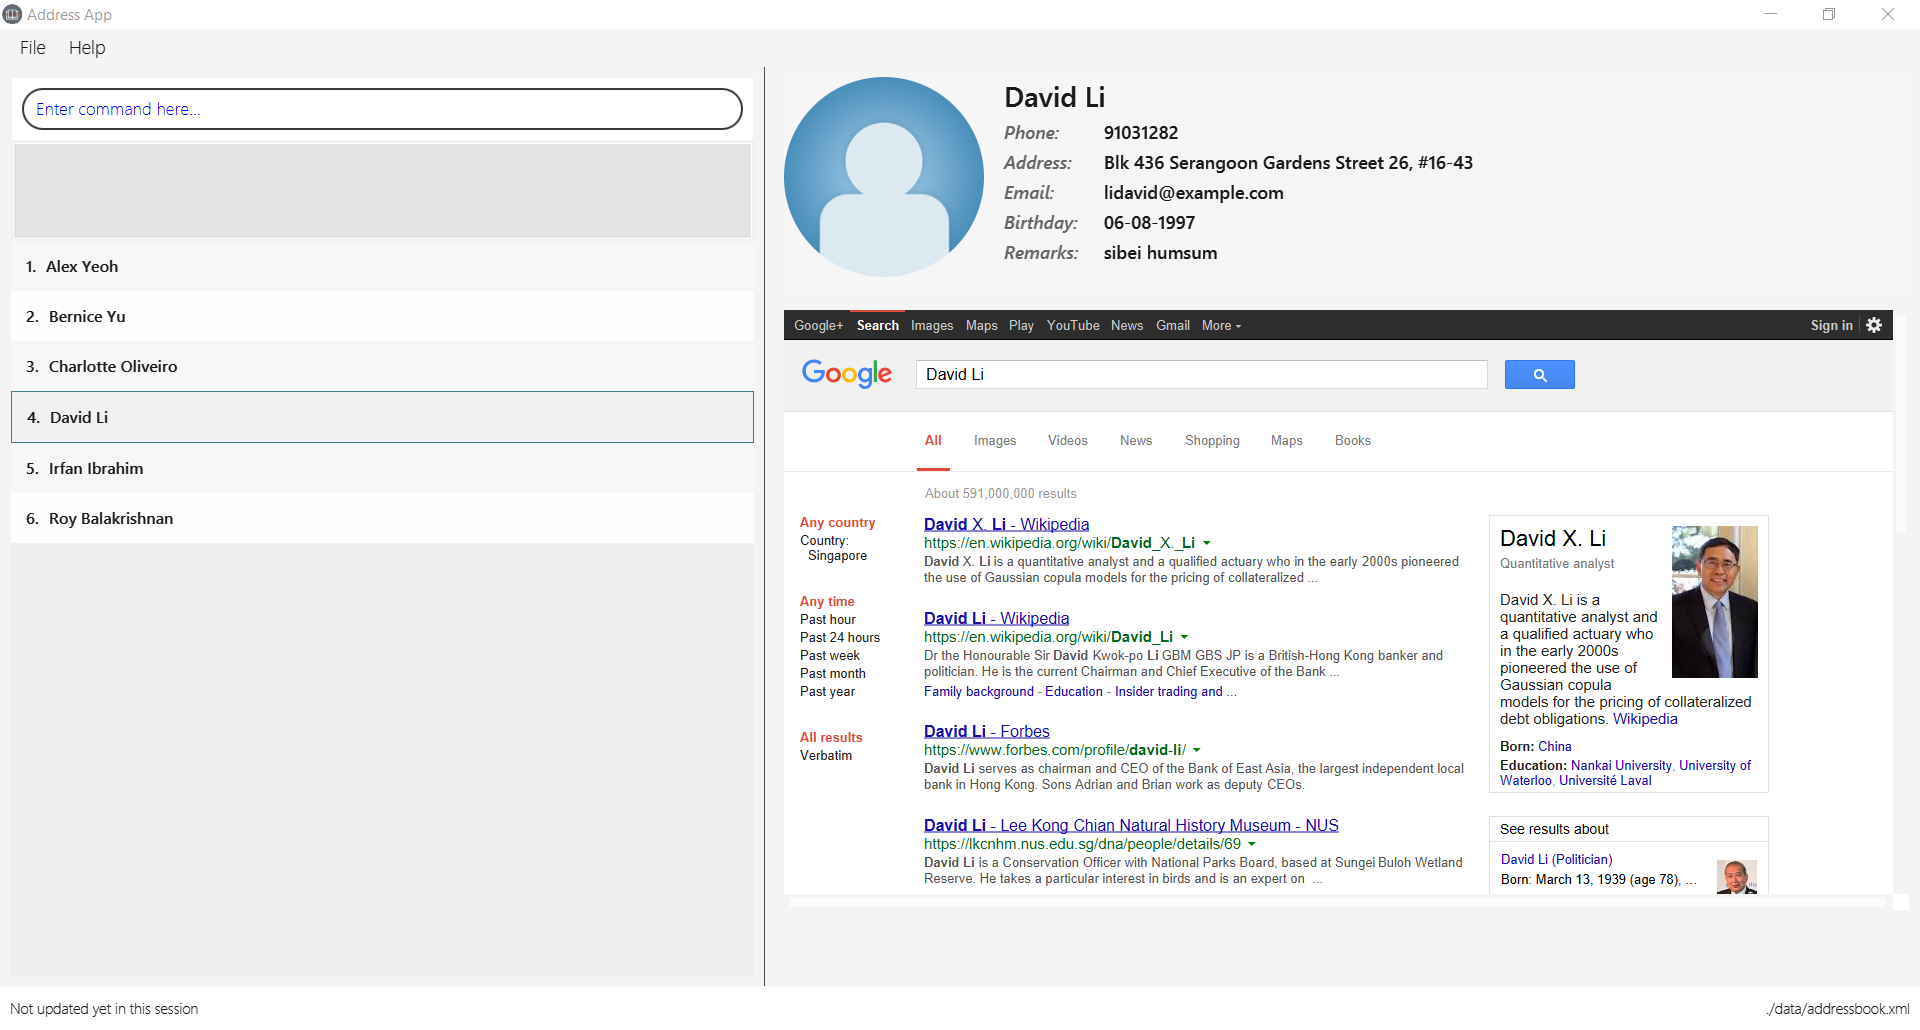 Address App
File Help
Enter command here...
1. Alex Yeoh
2. Bernice Yu
3. Charlotte Oliveiro
4. David Li
5. Irfan Ibrahim
6. Roy Balakrishnan
David Li
Phone: 91031282
Address: Blk 436 Serangoon Gardens Street 26, #16-43
Email: lidavid@example.com
Birthday: 06-08-1997
Remarks: sibei humsum
Google+ Search Images Maps Play YouTube News Gmail More Sign in
Google David Li
All Images Videos News Shopping Maps Books
About 591,000,000 results
Any country
Country:
Singapore
Any time
Past hour
Past 24 hours
Past week
Past month
Past year
All results
Verbatim
David X. Li - Wikipedia
https://en.wikipedia.org/wiki/David_X._Li
David X. Li is a quantitative analyst and a qualified actuary who in the early 2000s pioneered
the use of Gaussian copula models for the pricing of collateralized ...
David Li - Wikipedia
https://en.wikipedia.org/wiki/David_Li
Dr the Honourable Sir David Kwok-po Li GBM GBS JP is a British-Hong Kong banker and
politician. He is the current Chairman and Chief Executive of the Bank ...
Family background - Education - Insider trading and ...
David Li - Forbes
https://www.forbes.com/profile/david-li/
David Li serves as chairman and CEO of the Bank of East Asia, the largest independent local
bank in Hong Kong. Sons Adrian and Brian work as deputy CEOs.
David Li - Lee Kong Chian Natural History Museum - NUS
https://lkcnhm.nus.edu.sg/dna/people/details/69
David Li is a Conservation Officer with National Parks Board, based at Sungei Buloh Wetland
Reserve. He takes a particular interest in birds and is an expert on ...
David X. Li
Quantitative analyst
David X. Li is a
quantitative analyst and
a qualified actuary who
in the early 2000s
pioneered the use of
Gaussian copula
models for the pricing of collateralized
debt obligations. Wikipedia
Born: China
Education: Nankai University, University of
Waterloo, Université Laval
See results about
David Li (Politician)
Born: March 13, 1939 (age 78), ...
Not updated yet in this session
./data/addressbook.xml